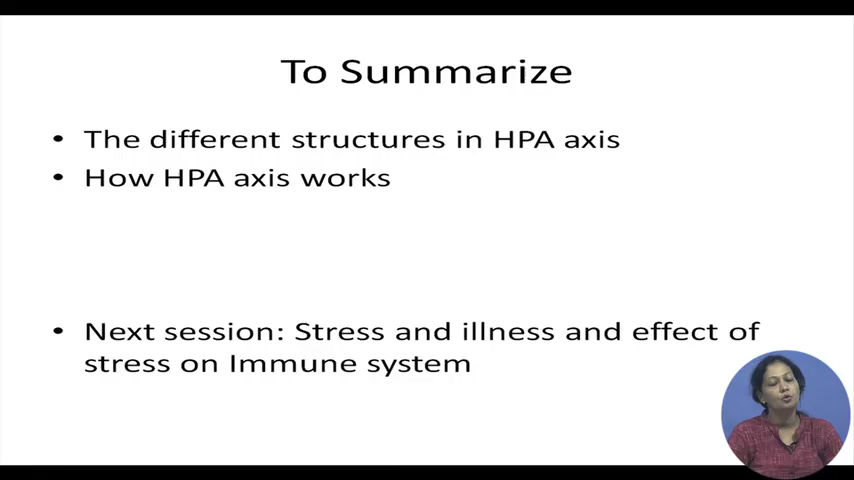 To Summarize
• The different structures in HPA axis
• How HPA axis works
• Next session: Stress and illness and effect of
stress on Immune system